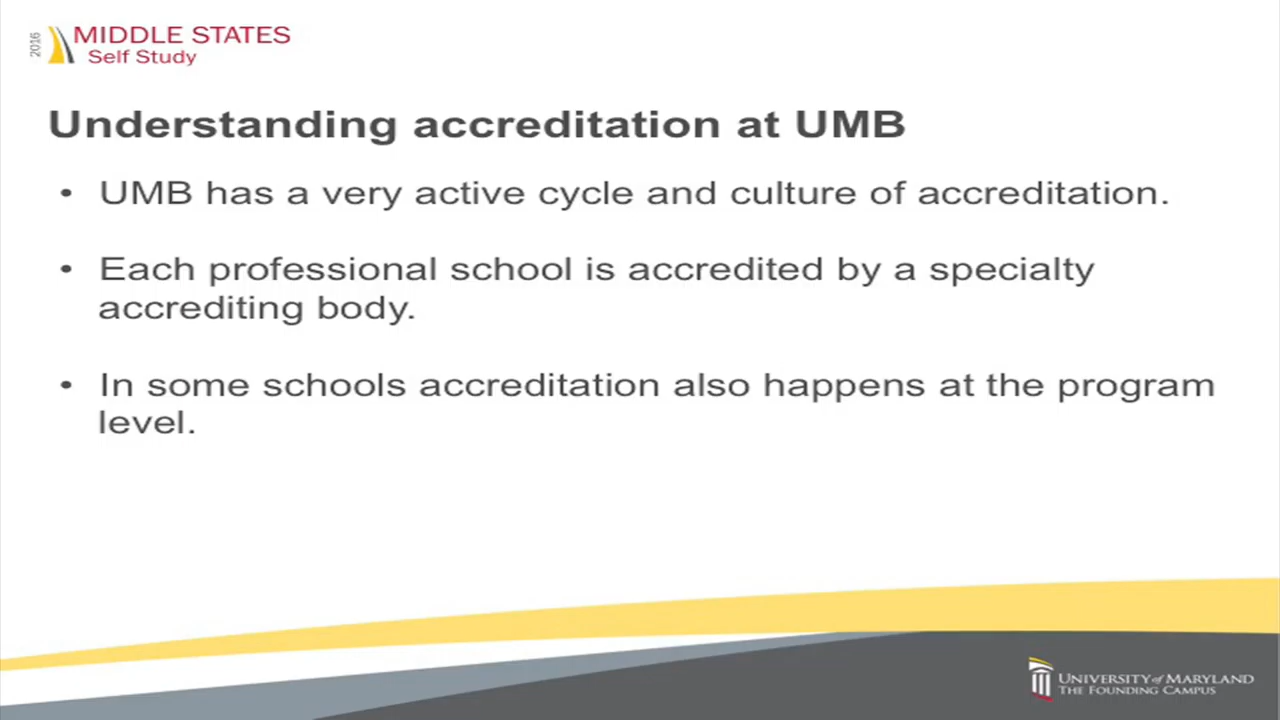 2016
MIDDLE STATES
Self Study
Understanding accreditation at UMB
• UMB has a very active cycle and culture of accreditation.
• Each professional school is accredited by a specialty
accrediting body.
• In some schools accreditation also happens at the program
level.
UNIVERSITY of MARYLAND
THE FOUNDING CAMPUS